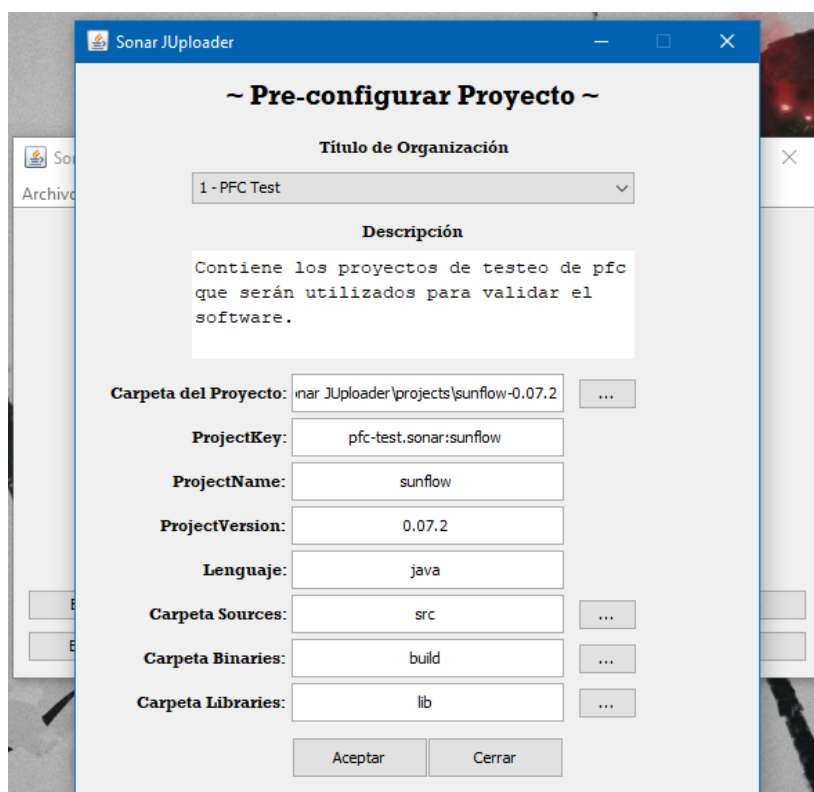 Sonar JUploader
~ Pre-configurar Proyecto ~
Título de Organización
1 - PFC Test
Descripción
Contiene los proyectos de testeo de pfc
que serán utilizados para validar el
software.
Carpeta del Proyecto: nar JUploader\projects\sunflow-0.07.2 ...
ProjectKey: pfc-test.sonar:sunflow
ProjectName: sunflow
ProjectVersion: 0.07.2
Lenguaje: java
Carpeta Sources: src ...
Carpeta Binaries: build ...
Carpeta Libraries: lib ...
Aceptar Cerrar